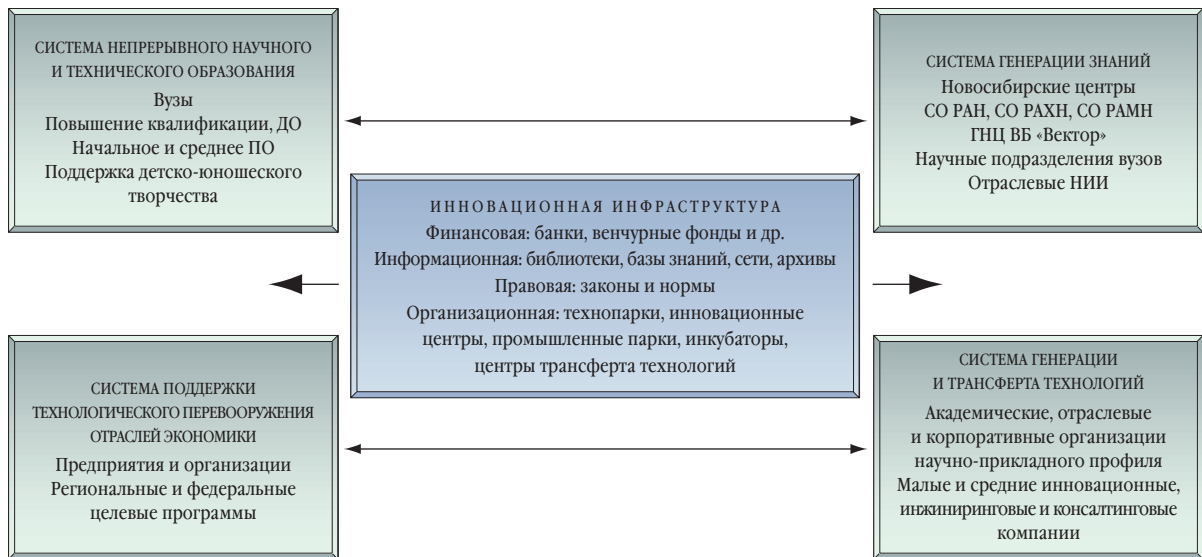 СИСТЕМА НЕПРЕРЫВНОГО НАУЧНОГО
И ТЕХНИЧЕСКОГО ОБРАЗОВАНИЯ
Вузы
Повышение квалификации, ДО
Начальное и среднее ПО
Поддержка детско-юношеского
творчества
СИСТЕМА ГЕНЕРАЦИИ ЗНАНИЙ
Новосибирские центры
СО РАН, СО РАХН, СО РАМН
ГНЦ ВБ «Вектор»
Научные подразделения вузов
Отраслевые НИИ
ИННОВАЦИОННАЯ ИНФРАСТРУКТУРА
Финансовая: банки, венчурные фонды и др.
Информационная: библиотеки, базы знаний, сети, архивы
Правовая: законы и нормы
Организационная: технопарки, инновационные
центры, промышленные парки, инкубаторы,
центры трансферта технологий
СИСТЕМА ПОДДЕРЖКИ
ТЕХНОЛОГИЧЕСКОГО ПЕРЕВООРУЖЕНИЯ
ОТРАСЛЕЙ ЭКОНОМИКИ
Предприятия и организации
Региональные и федеральные
целевые программы
СИСТЕМА ГЕНЕРАЦИИ
И ТРАНСФЕРТА ТЕХНОЛОГИЙ
Академические, отраслевые
и корпоративные организации
научно-прикладного профиля
Малые и средние инновационные,
инжиниринговые и консалтинговые
компании